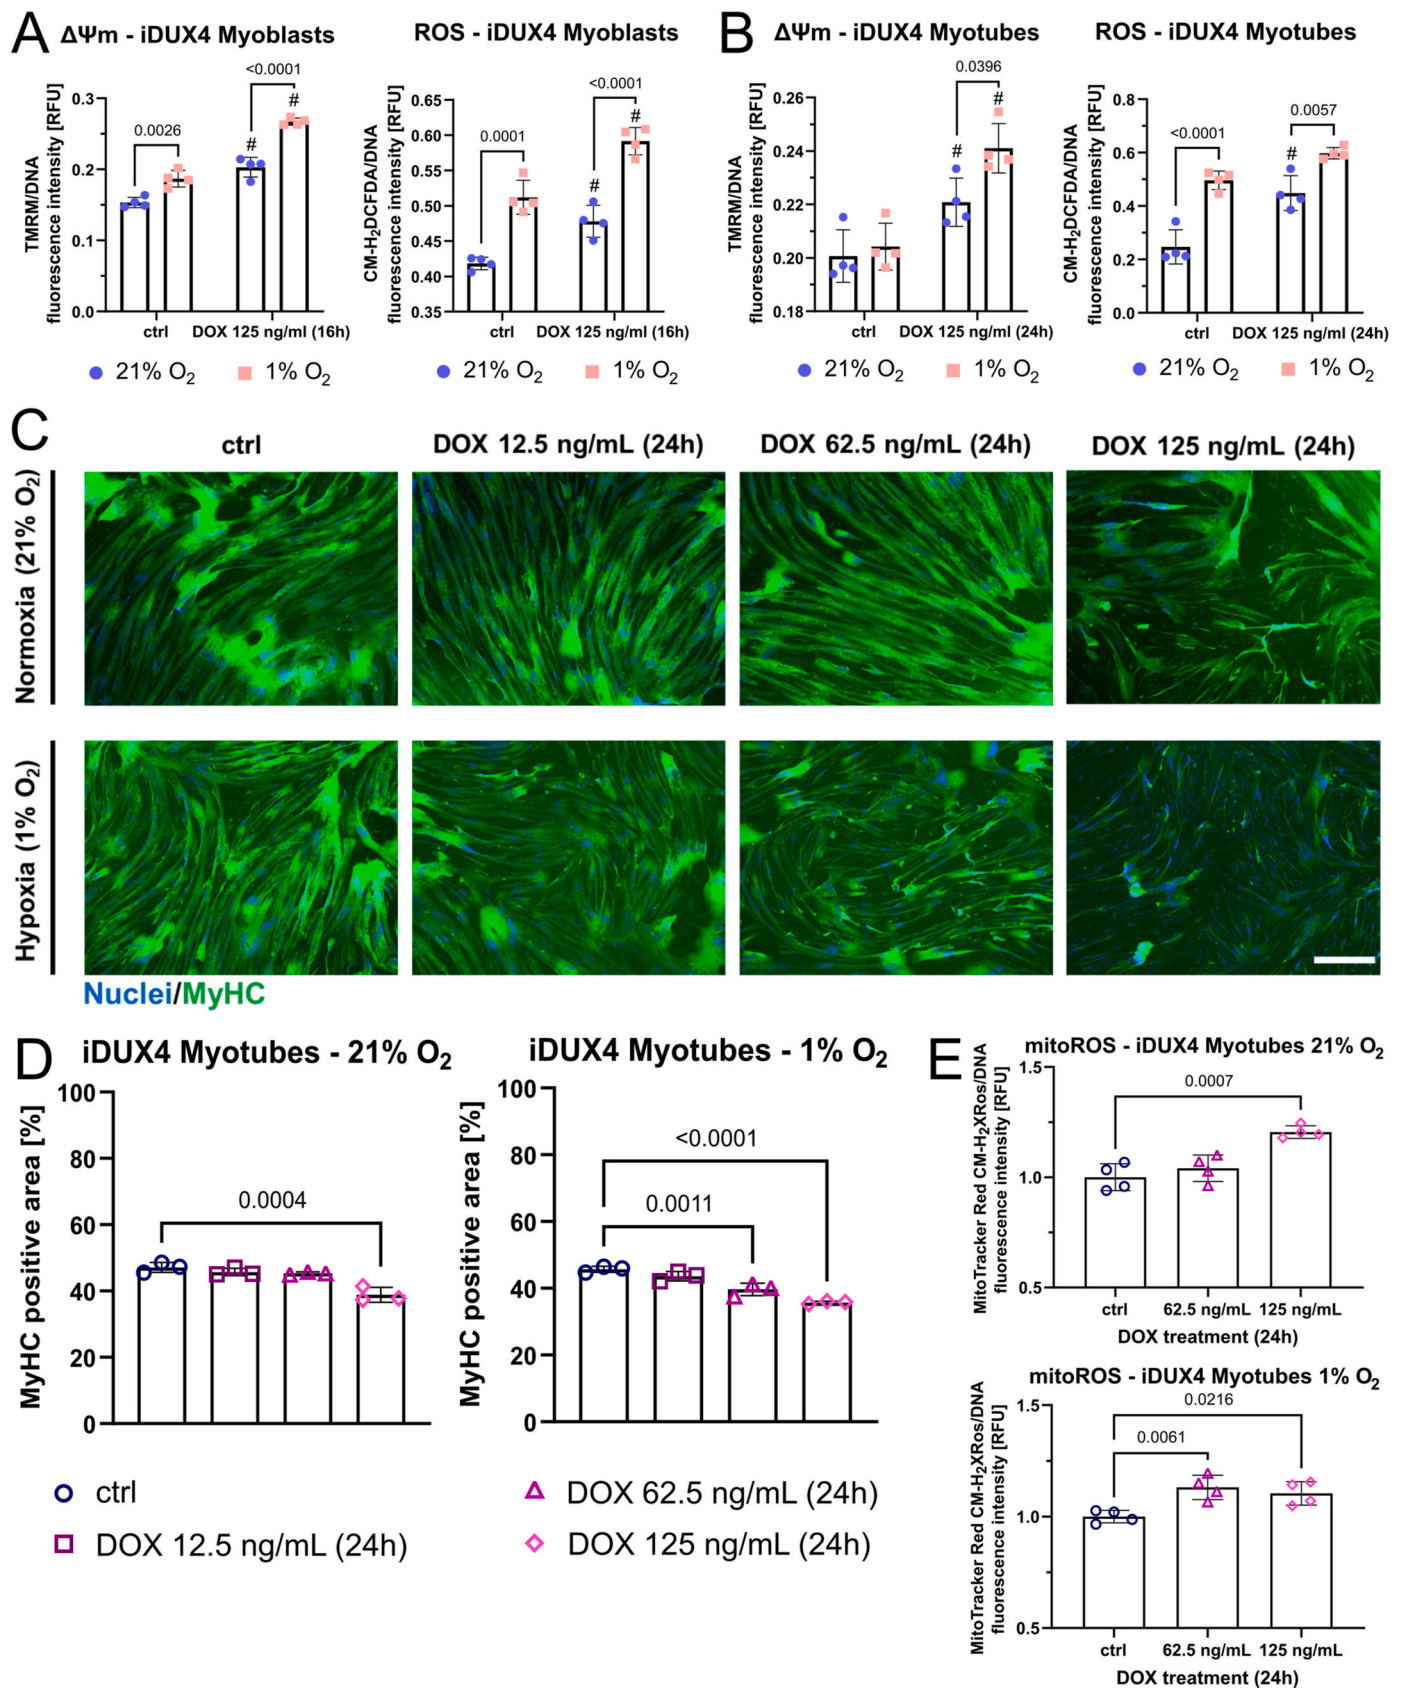 A
ΔΨm - iDUX4 Myoblasts
TMRM/DNA
fluorescence intensity [RFU]
0.3
0.2
0.1
0.0
0.0026
<0.0001
#
#
ctrl
DOX 125 ng/ml (16h)
21% O₂
1% O₂
ROS - iDUX4 Myoblasts
CM-H₂DCFDA/DNA
fluorescence intensity [RFU]
0.65
0.60
0.55
0.50
0.45
0.40
0.35
0.0001
<0.0001
#
#
ctrl
DOX 125 ng/ml (16h)
21% O₂
1% O₂
B
ΔΨm - iDUX4 Myotubes
TMRM/DNA
fluorescence intensity [RFU]
0.26
0.24
0.22
0.20
0.18
0.0396
#
#
ctrl
DOX 125 ng/ml (24h)
21% O₂
1% O₂
ROS - iDUX4 Myotubes
CM-H₂DCFDA/DNA
fluorescence intensity [RFU]
0.8
0.6
0.4
0.2
0.0
<0.0001
0.0057
#
ctrl
DOX 125 ng/ml (24h)
21% O₂
1% O₂
C
ctrl
DOX 12.5 ng/mL (24h)
DOX 62.5 ng/mL (24h)
DOX 125 ng/mL (24h)
Normoxia (21% O₂)
Hypoxia (1% O₂)
Nuclei/MyHC
D
iDUX4 Myotubes - 21% O₂
MyHC positive area [%]
100
80
60
40
20
0
0.0004
iDUX4 Myotubes - 1% O₂
MyHC positive area [%]
100
80
60
40
20
0
<0.0001
0.0011
ctrl
DOX 12.5 ng/mL (24h)
DOX 62.5 ng/mL (24h)
DOX 125 ng/mL (24h)
E
mitoROS - iDUX4 Myotubes 21% O₂
MitoTracker Red CM-H₂XRos/DNA
fluorescence intensity [RFU]
1.5
1.0
0.5
0.0007
ctrl
62.5 ng/mL
125 ng/mL
DOX treatment (24h)
mitoROS - iDUX4 Myotubes 1% O₂
MitoTracker Red CM-H₂XRos/DNA
fluorescence intensity [RFU]
1.5
1.0
0.5
0.0216
0.0061
ctrl
62.5 ng/mL
125 ng/mL
DOX treatment (24h)